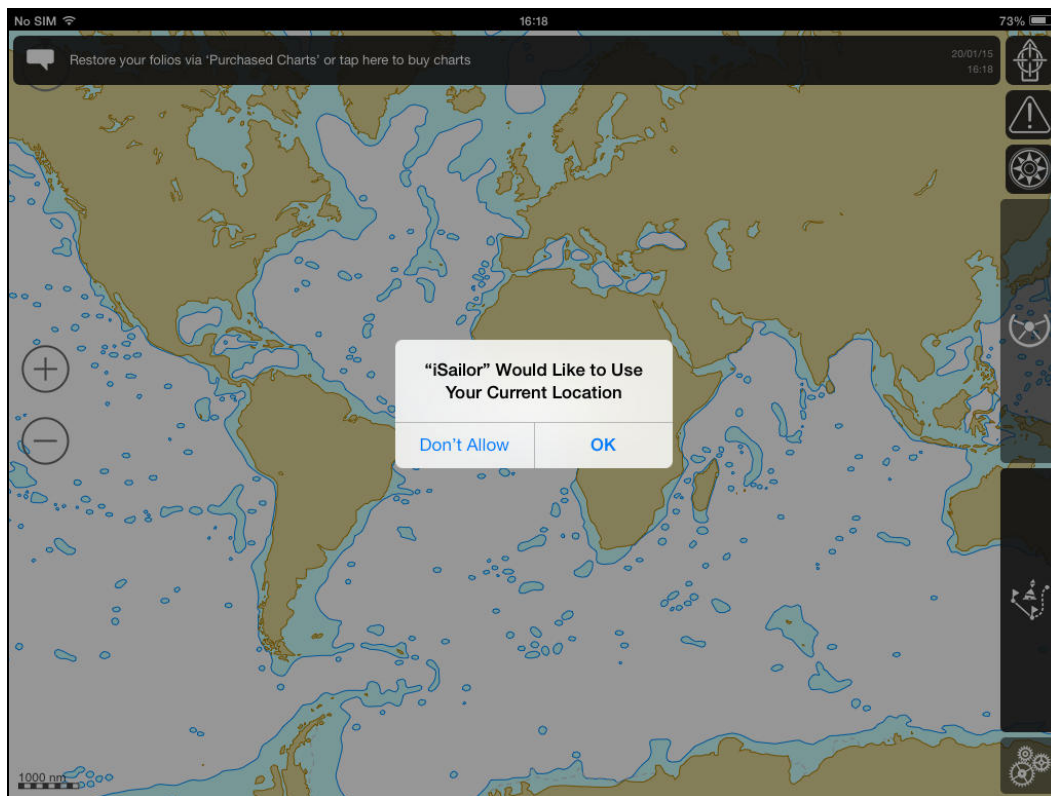 No SIM 16:18 73%
Restore your folios via 'Purchased Charts' or tap here to buy charts
20/01/15
16:18
“iSailor” Would Like to Use
Your Current Location
Don't Allow OK
1000 nm